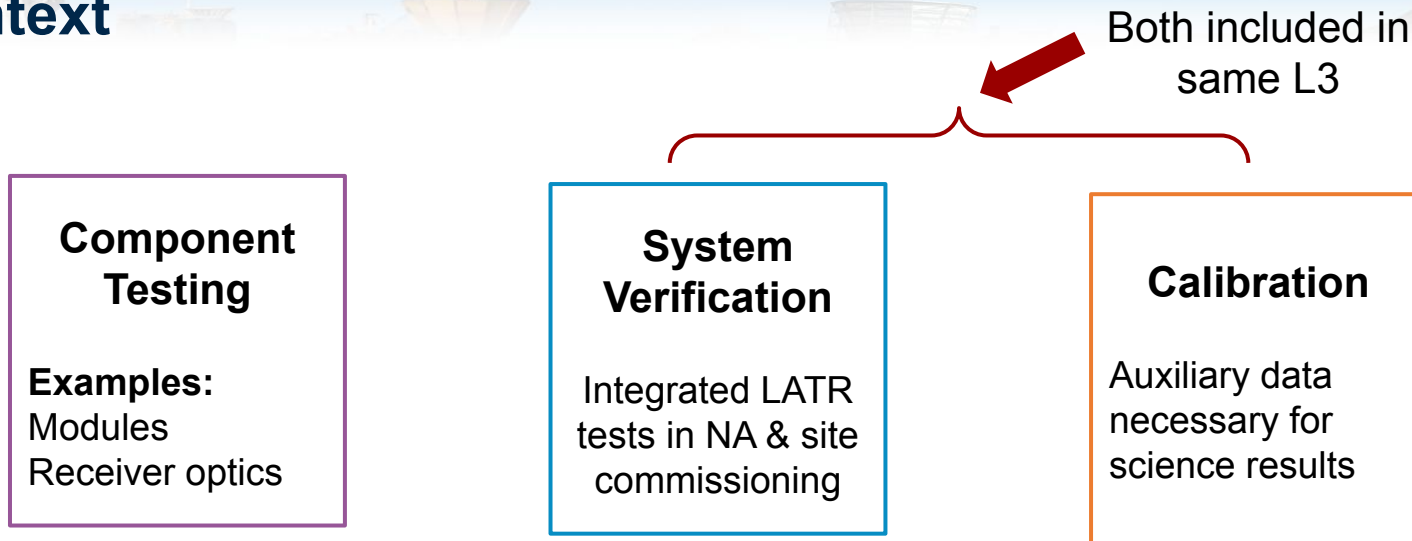 Both included in
same L3
Component
Testing
Examples:
Modules
Receiver optics
System
Verification
Integrated LATR
tests in NA & site
commissioning
Calibration
Auxiliary data
necessary for
science results